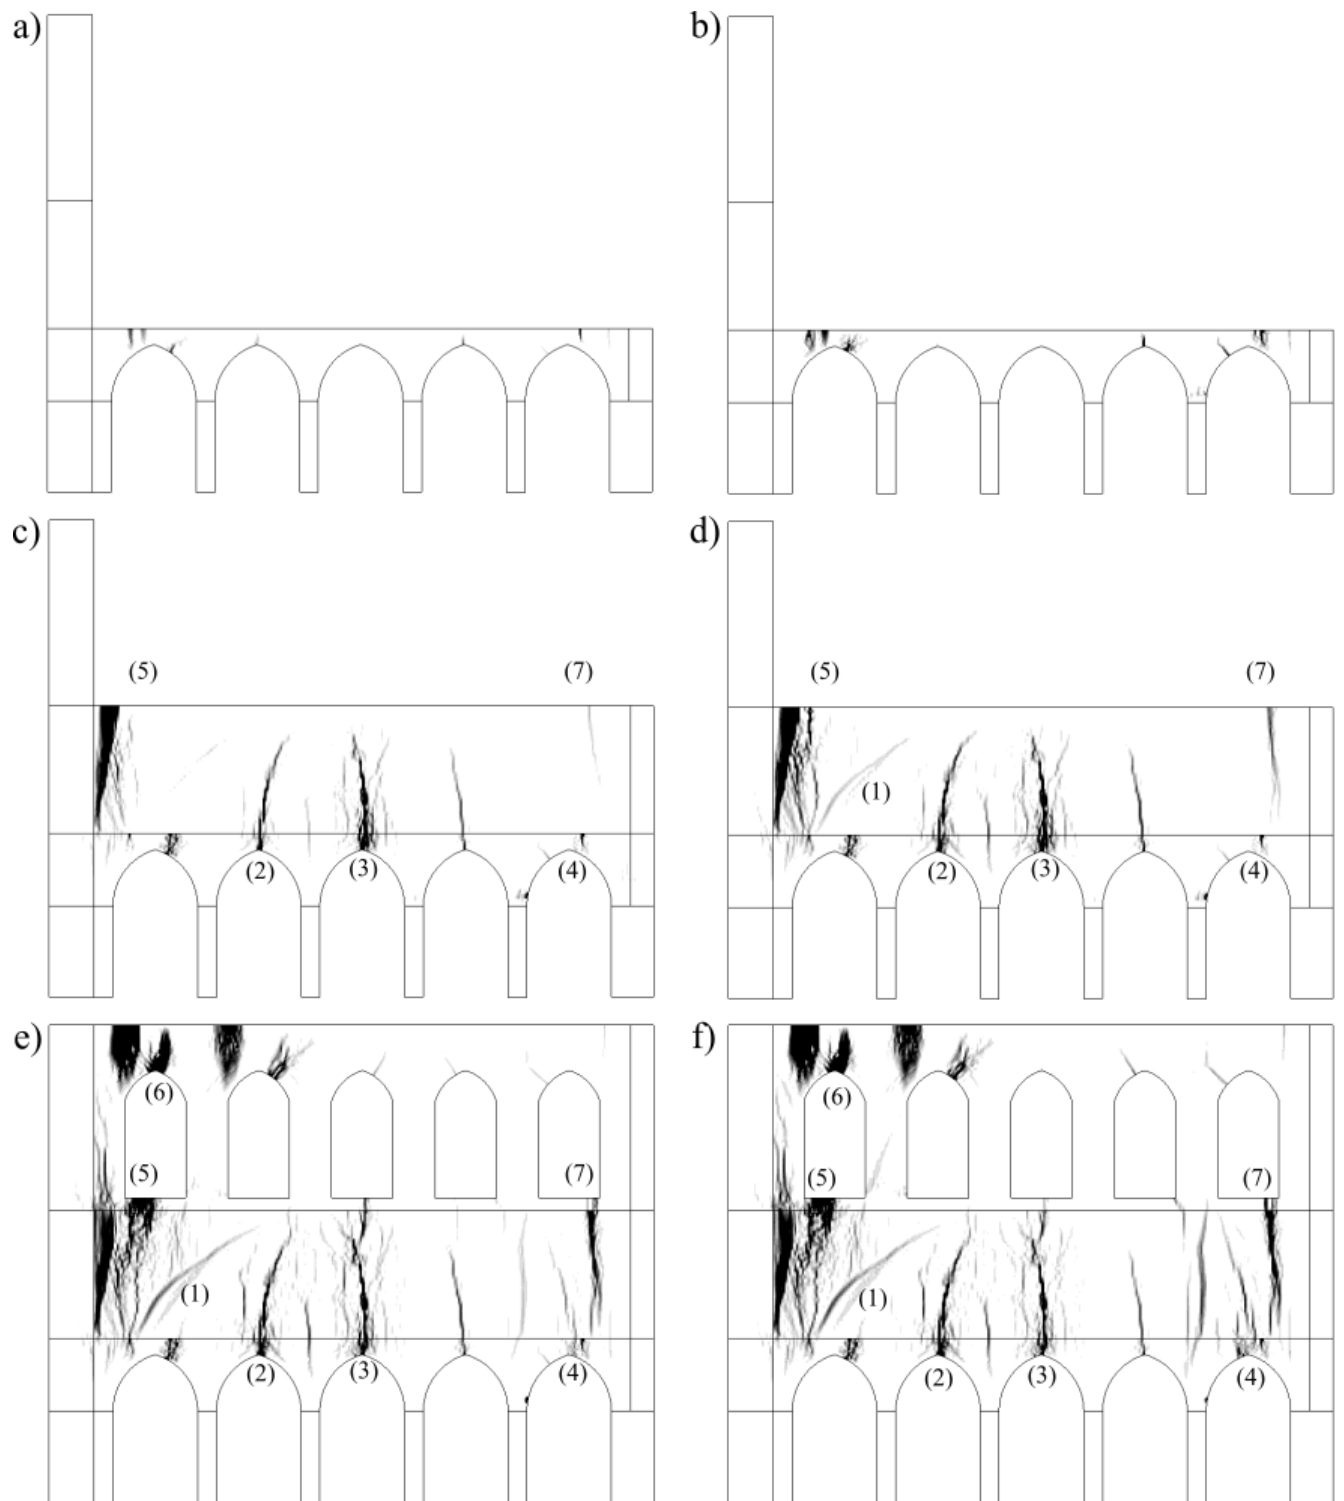 a) b)
c) d)
(5) (7) (5) (7)
(1)
(2) (3) (4) (2) (3) (4)
e) f)
(6) (6)
(5) (7) (5) (7)
(1) (1)
(2) (3) (4) (2) (3) (4)